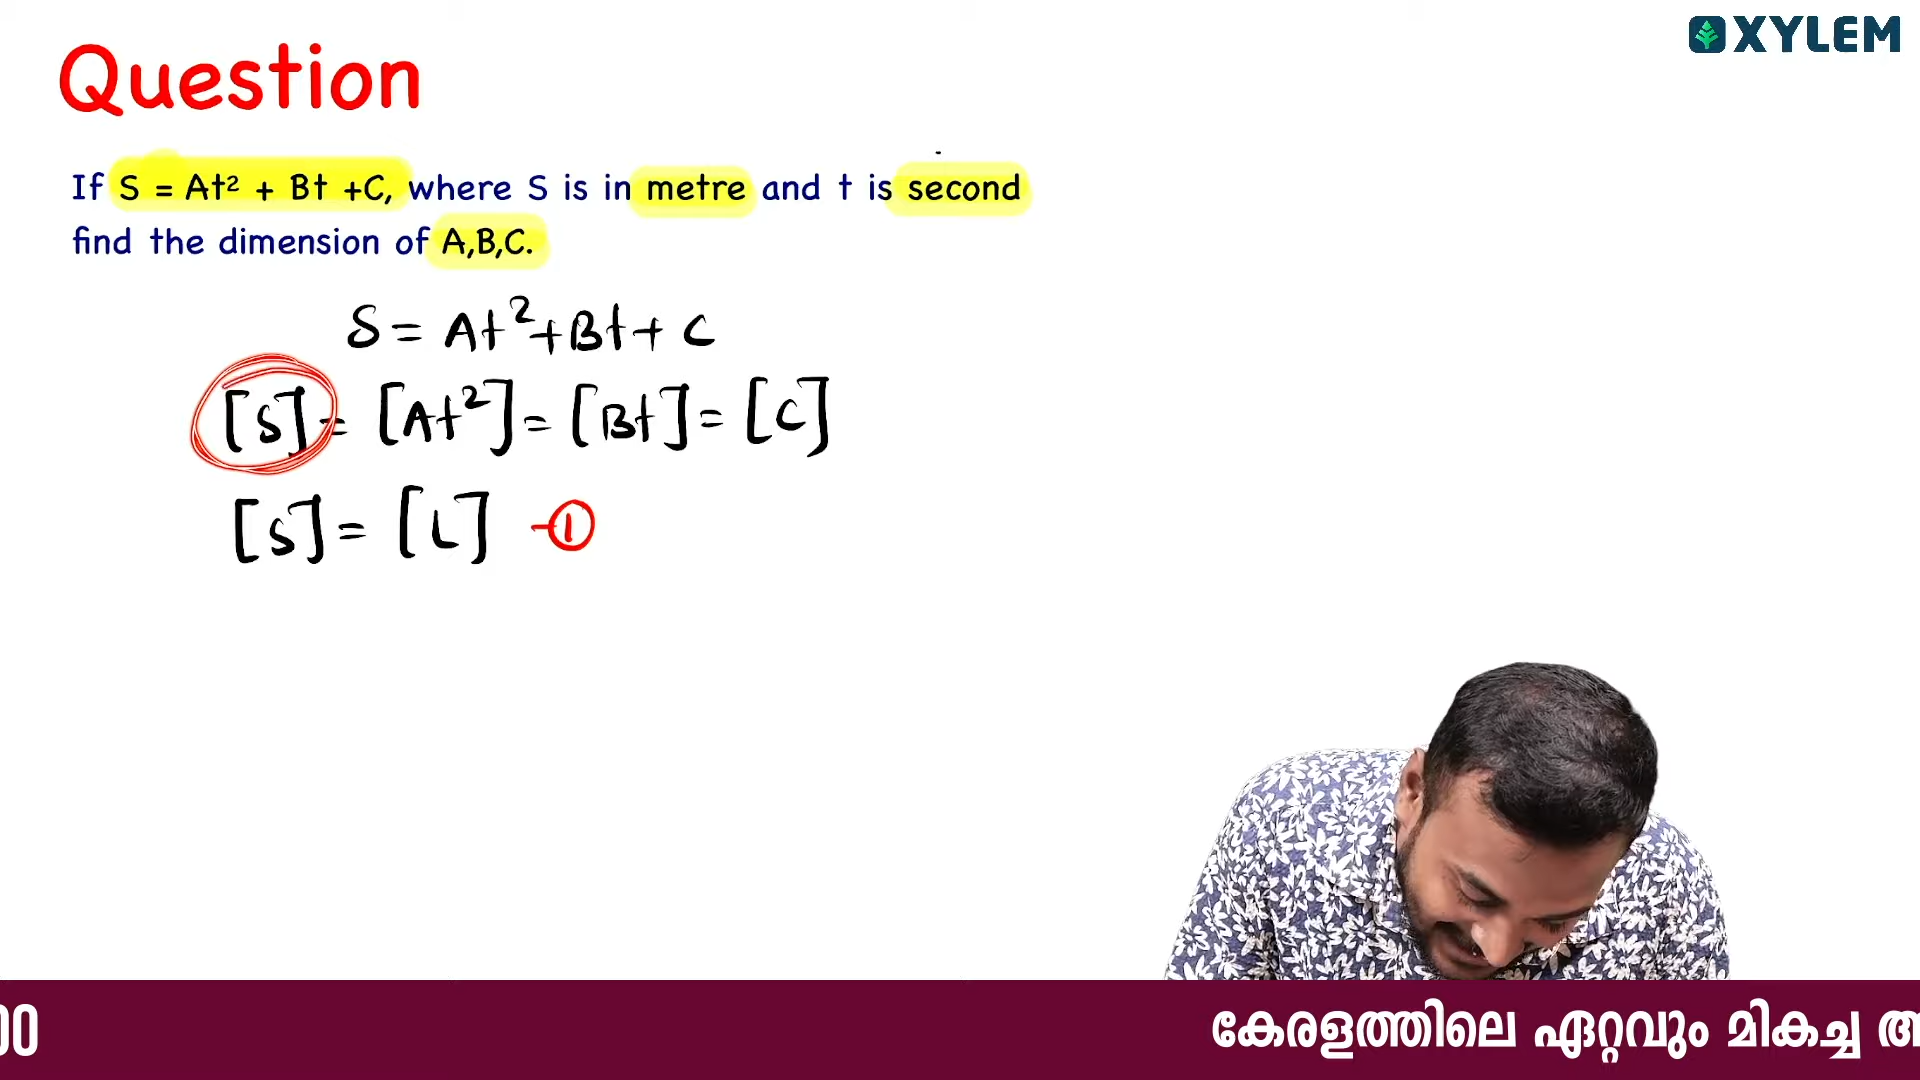 XYLEM
Question
If S = At² + Bt +C, where S is in metre and t is second
find the dimension of A,B,C.
S = At² + Bt + C
[S] = [At²] = [Bt] = [C]
[S] = [L] -①
00 കേരളത്തിലെ ഏറ്റവും മികച്ച